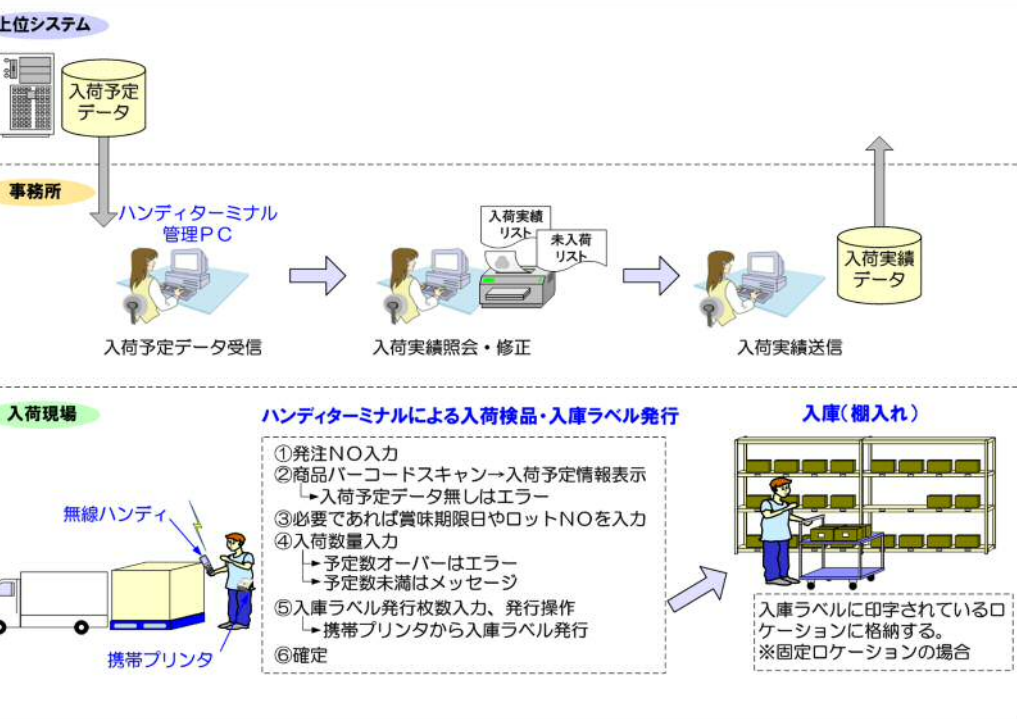 上位システム
入荷予定
データ
事務所
ハンディターミナル
管理PC
入荷予定データ受信
入荷実績
リスト
未入荷
リスト
入荷実績照会・修正
入荷実績送信
入荷実績
データ
入荷現場
無線ハンディ
携帯プリンタ
ハンディターミナルによる入荷検品・入庫ラベル発行
①発注NO入力
②商品バーコードスキャン→入荷予定情報表示
入荷予定データ無しはエラー
③必要であれば賞味期限日やロットNOを入力
④入荷数量入力
予定数オーバーはエラー
予定数未満はメッセージ
⑤入庫ラベル発行枚数入力、発行操作
携帯プリンタから入庫ラベル発行
⑥確定
入庫(棚入れ)
入庫ラベルに印字されているロ
ケーションに格納する。
※固定ロケーションの場合